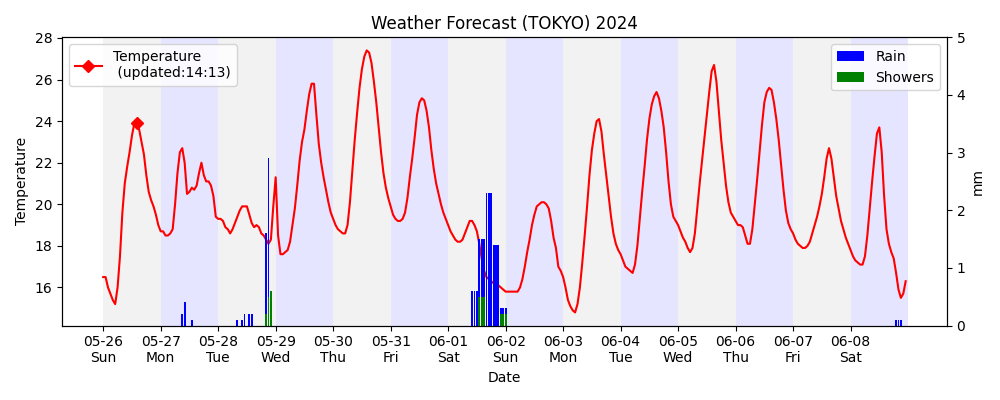 Weather Forecast (TOKYO) 2024
Temperature
(updated:14:13)
Rain
Showers
Temperature
28
26
24
22
20
18
16
5
4
3
2
1
0
mm
05-26 05-27 05-28 05-29 05-30 05-31 06-01 06-02 06-03 06-04 06-05 06-06 06-07 06-08
Sun Mon Tue Wed Thu Fri Sat Sun Mon Tue Wed Thu Fri Sat
Date